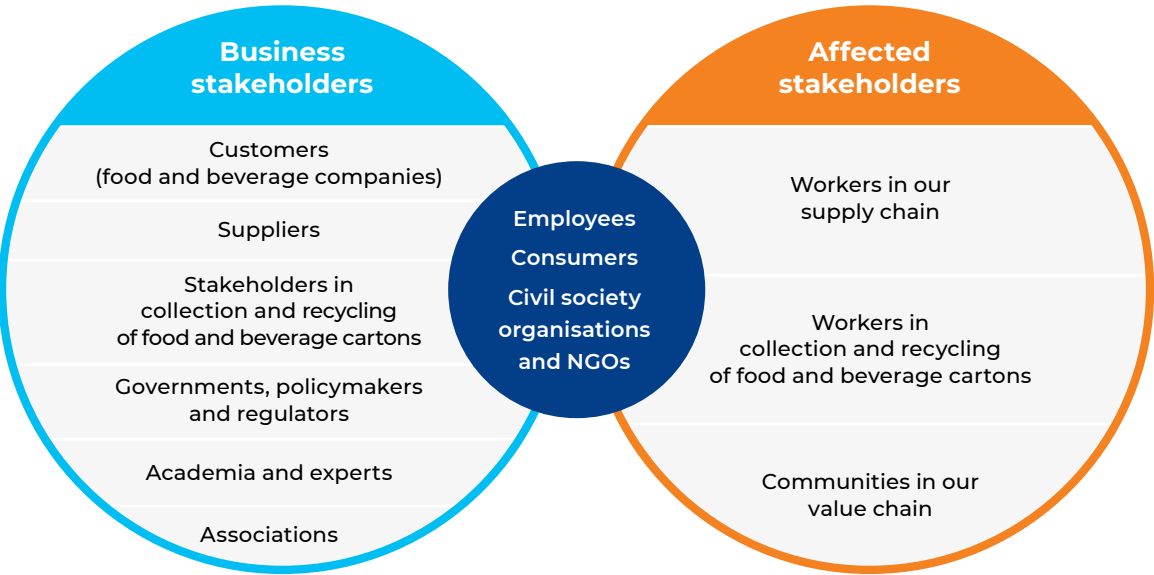 Business
stakeholders
Customers
(food and beverage companies)
Suppliers
Stakeholders in
collection and recycling
of food and beverage cartons
Governments, policymakers
and regulators
Academia and experts
Associations
Employees
Consumers
Civil society
organisations
and NGOs
Affected
stakeholders
Workers in our
supply chain
Workers in
collection and recycling
of food and beverage cartons
Communities in our
value chain